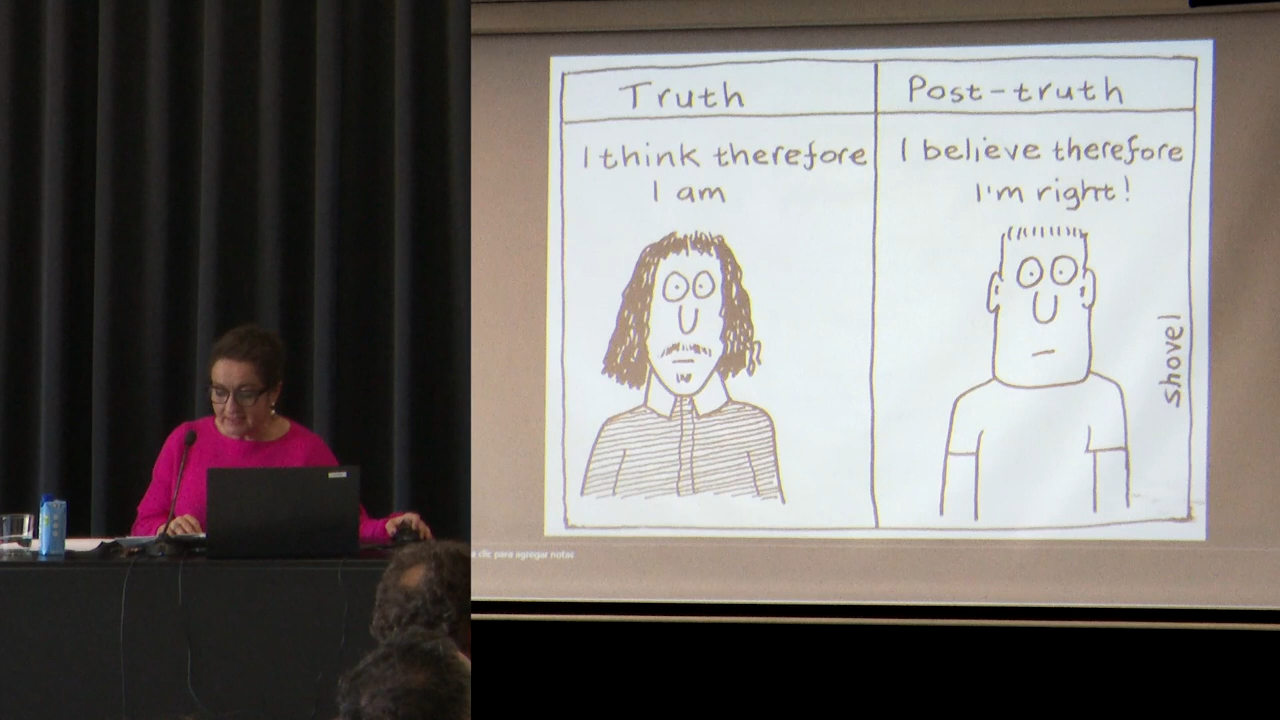 Truth
I think therefore
I am
Post-truth
I believe therefore
I'm right!
shovel
clic para agregar notas